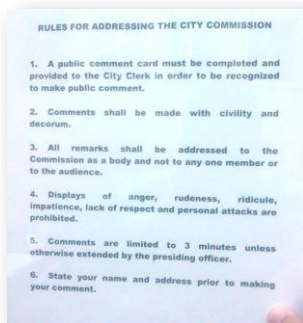 RULES FOR ADDRESSING THE CITY COMMISSION
1. A public comment card must be completed and
provided to the City Clerk in order to be recognized
to make public comment.
2. Comments shall be made with civility and
decorum.
3. All remarks shall be addressed to the
Commission as a body and not to any one member or
to the audience.
4. Displays of anger, rudeness, ridicule,
impatience, lack of respect and personal attacks are
prohibited.
5. Comments are limited to 3 minutes unless
otherwise extended by the presiding officer.
6. State your name and address prior to making
your comment.